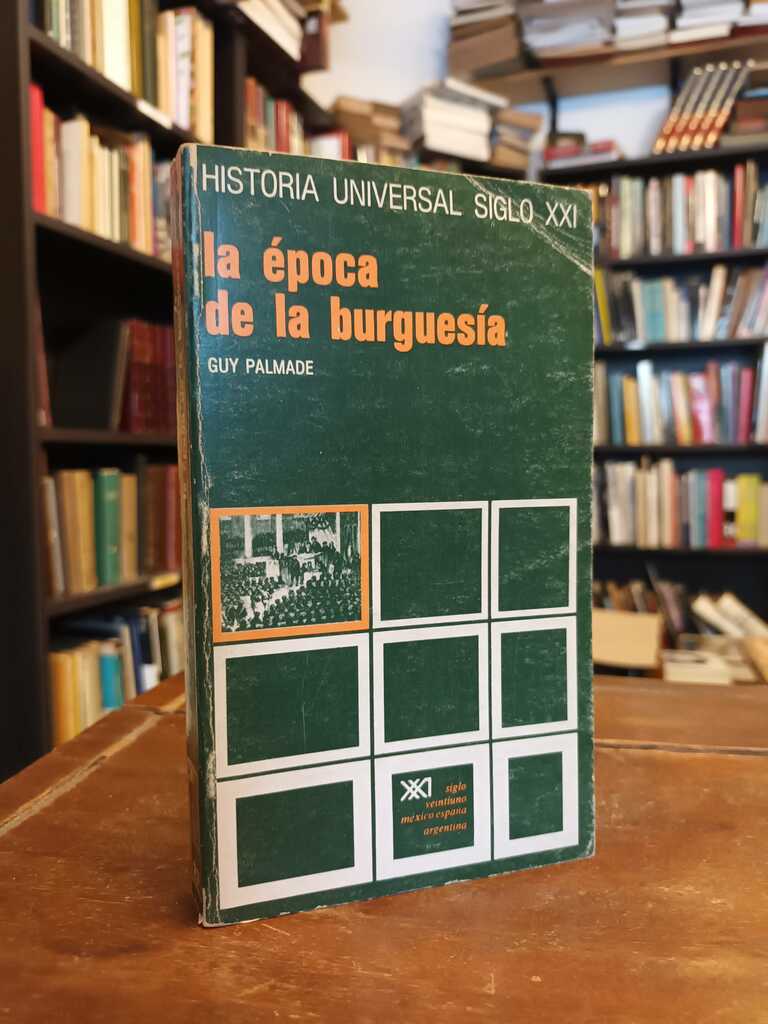 HISTORIA UNIVERSAL SIGLO XXI
la época
de la burguesía
GUY PALMADE
XXI
siglo
veintiuno
méxico españa
argentina